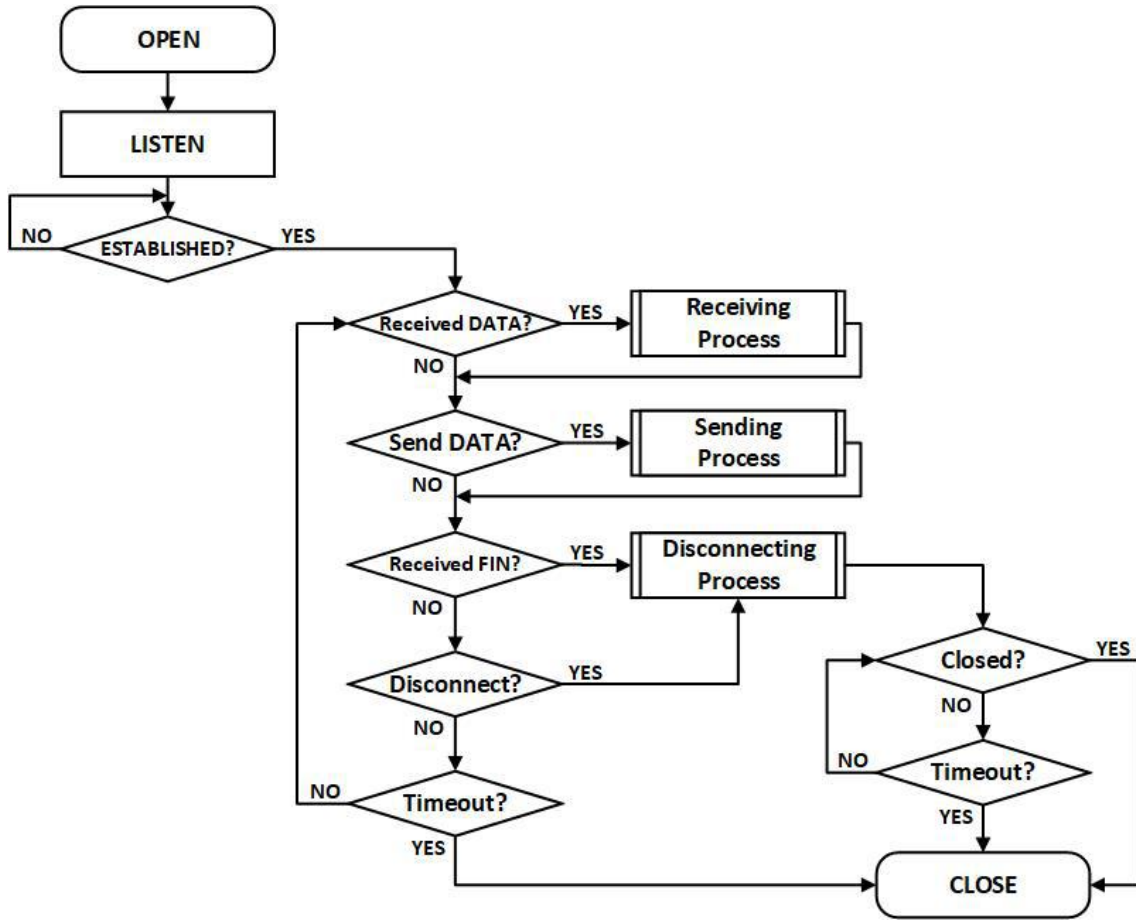 OPEN
LISTEN
NO
ESTABLISHED?
YES
Received DATA?
YES
Receiving
Process
NO
Send DATA?
YES
Sending
Process
NO
Received FIN?
YES
Disconnecting
Process
NO
Closed?
YES
Disconnect?
YES
NO
NO
NO
Timeout?
NO
Timeout?
YES
YES
CLOSE